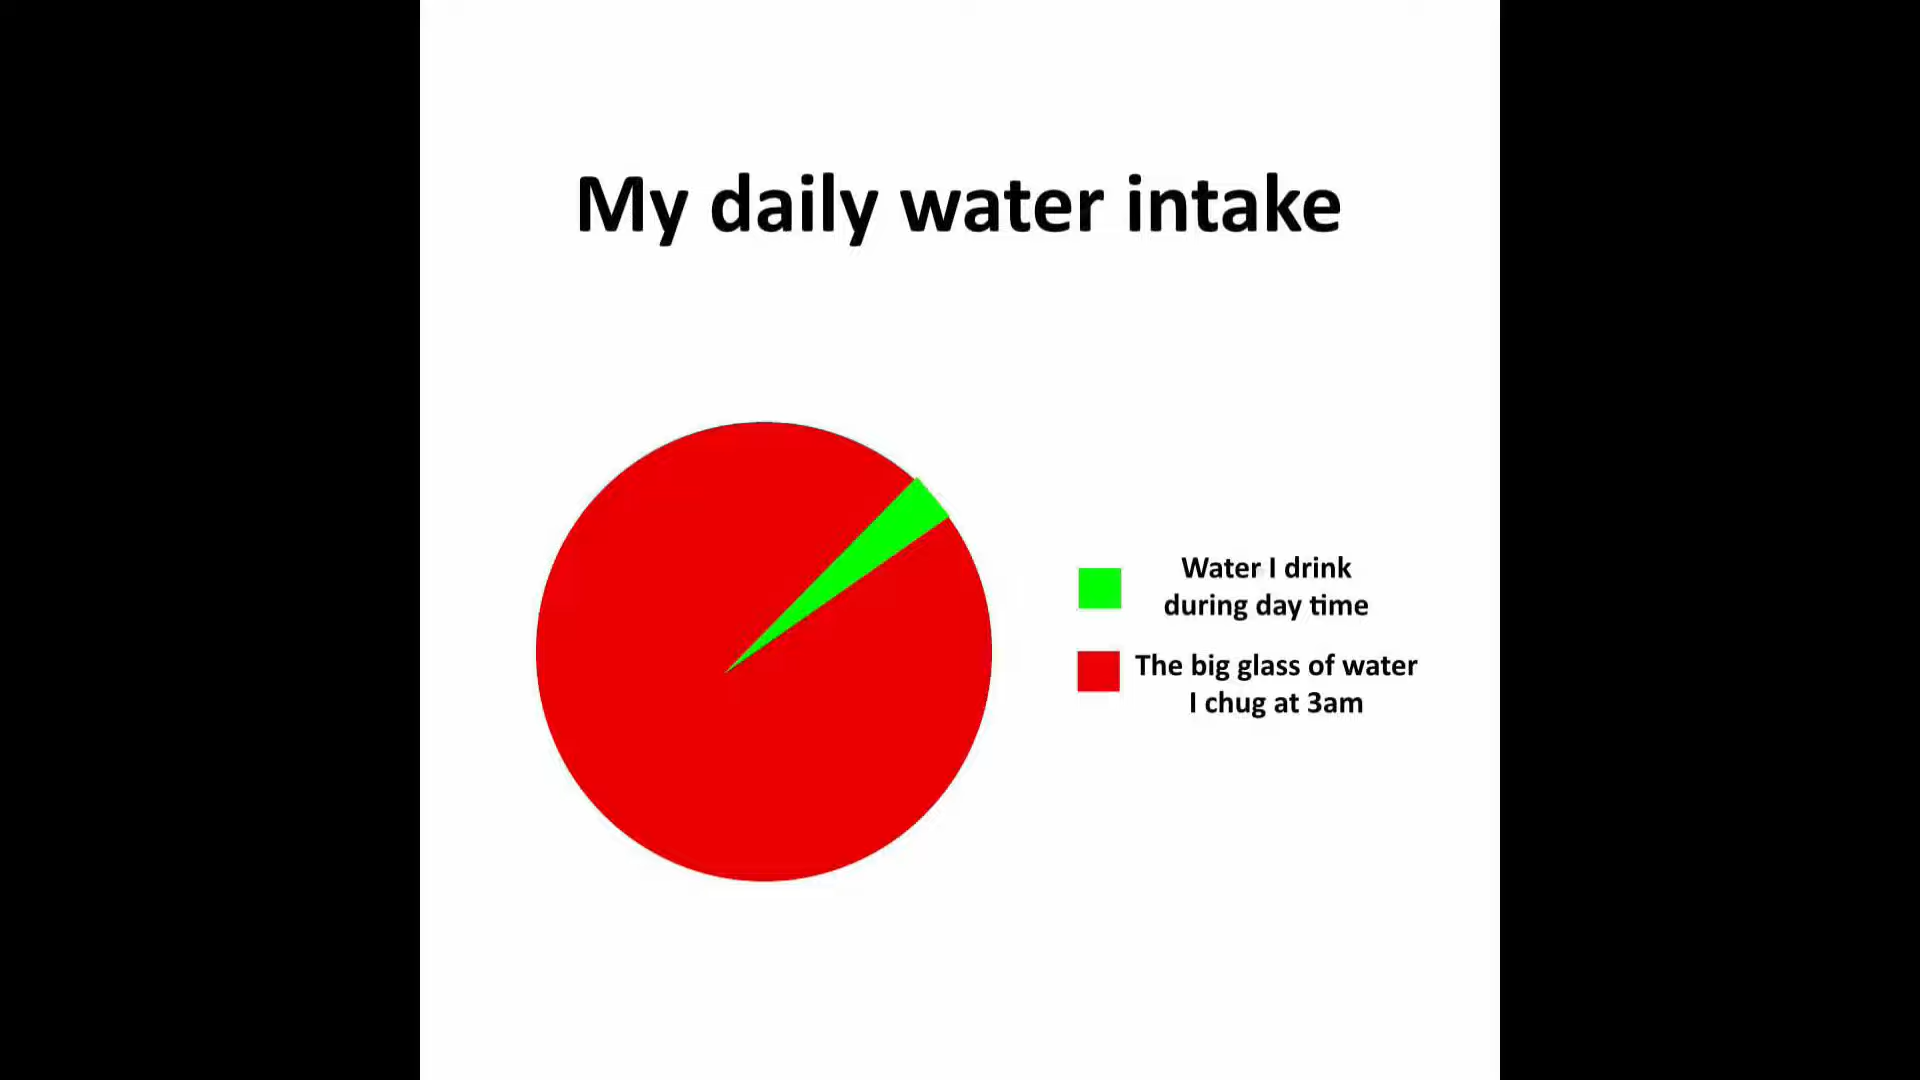 My daily water intake
Water I drink
during day time
The big glass of water
I chug at 3am